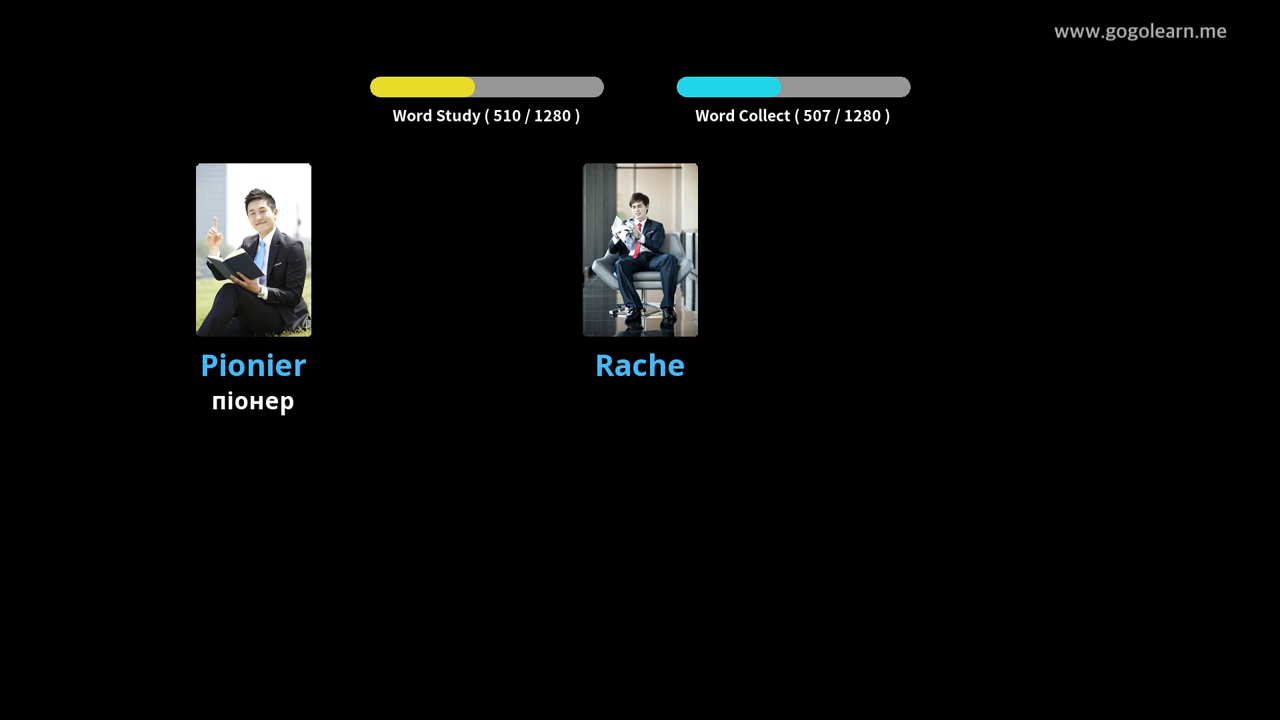 www.gogolearn.me
Word Study ( 510 / 1280 )
Word Collect ( 507 / 1280 )
Pionier
піонер
Rache